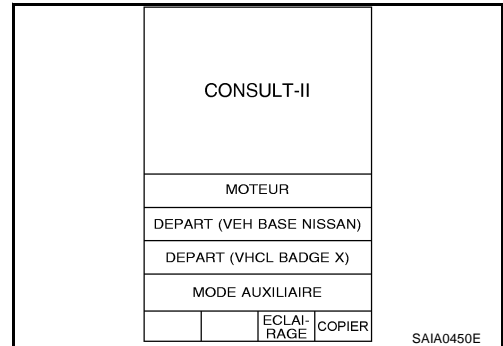 CONSULT-II
MOTEUR
DEPART (VEH BASE NISSAN)
DEPART (VHCL BADGE X)
MODE AUXILIAIRE
ECLAI-
RAGE
COPIER
SAIA0450E